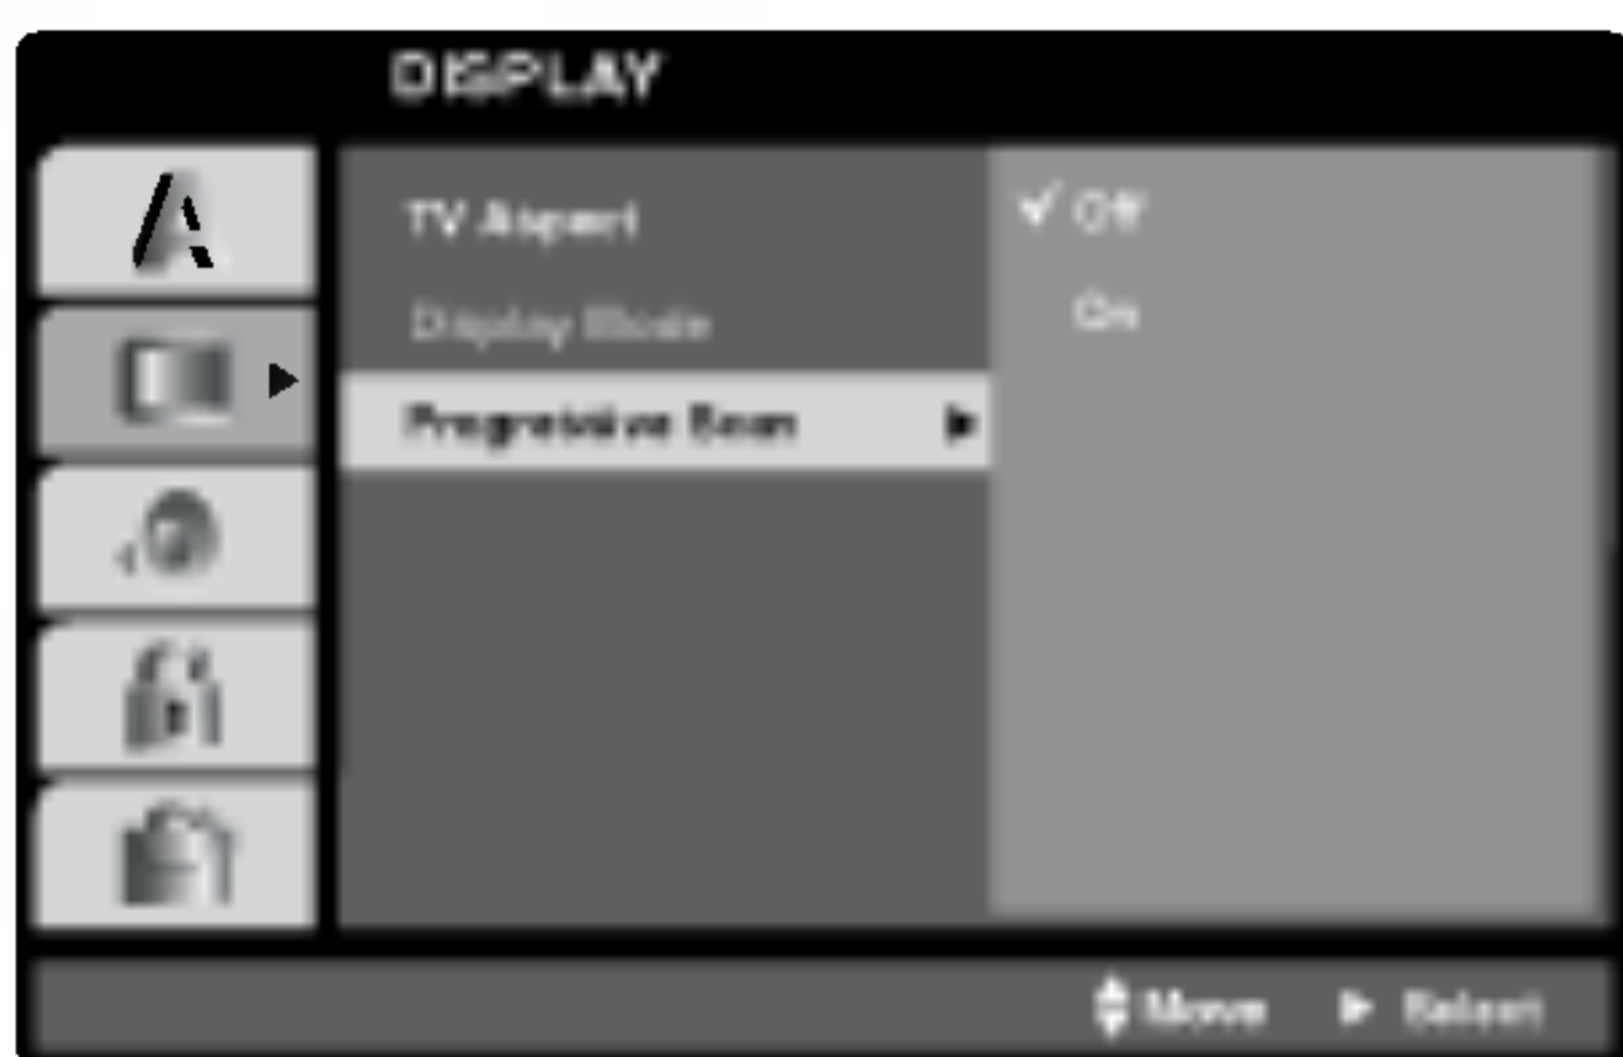 DISPLAY
TV Aspect
Display Mode
Progressive Scan
Off
On
Move
Select